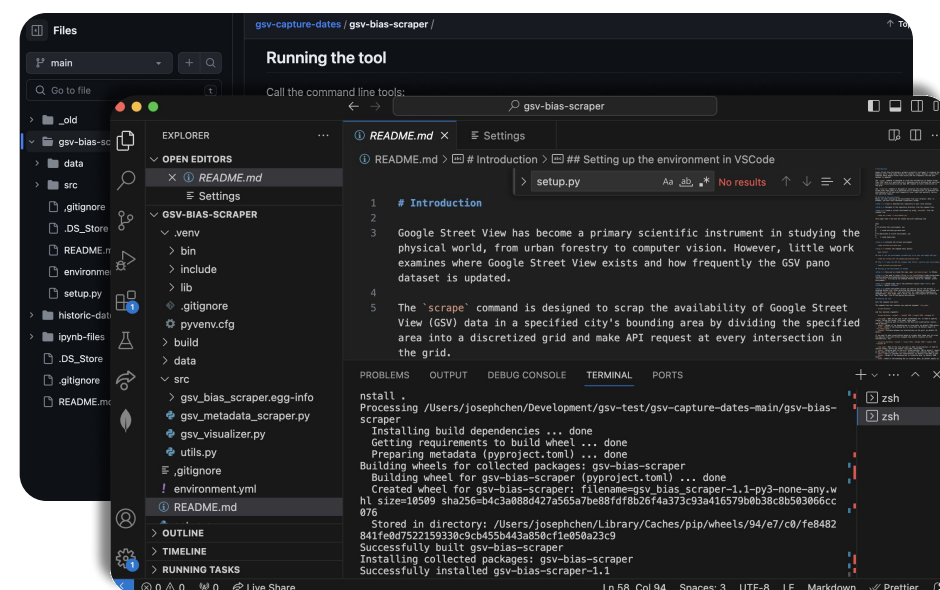 Files
gsv-capture-dates / gsv-bias-scraper /
main
Go to file
t
_old
gsv-bias-sc
data
src
.gitignore
.DS_Store
README.m
environme
setup.py
historic-dat
ipynb-files
.DS_Store
.gitignore
README.md
Running the tool
Call the command line tools:
gsv-bias-scraper
EXPLORER
OPEN EDITORS
README.md
Settings
GSV-BIAS-SCRAPER
.venv
bin
include
lib
.gitignore
pyvenv.cfg
build
data
src
gsv_bias_scraper.egg-info
gsv_metadata_scraper.py
gsv_visualizer.py
utils.py
.gitignore
environment.yml
README.md
OUTLINE
TIMELINE
RUNNING TASKS
1
1
README.md
Settings
README.md > # Introduction > ## Setting up the environment in VSCode
setup.py
Aa ab .*
No results
1 # Introduction
2
3 Google Street View has become a primary scientific instrument in studying the
physical world, from urban forestry to computer vision. However, little work
examines where Google Street View exists and how frequently the GSV pano
dataset is updated.
4
5 The `scrape` command is designed to scrap the availability of Google Street
View (GSV) data in a specified city's bounding area by dividing the specified
area into a discretized grid and make API request at every intersection in
the grid.
PROBLEMS OUTPUT DEBUG CONSOLE TERMINAL PORTS
nstall .
Processing /Users/josephchen/Development/gsv-test/gsv-capture-dates-main/gsv-bias-
scraper
Installing build dependencies ... done
Getting requirements to build wheel ... done
Preparing metadata (pyproject.toml) ... done
Building wheels for collected packages: gsv-bias-scraper
Building wheel for gsv-bias-scraper (pyproject.toml) ... done
Created wheel for gsv-bias-scraper: filename=gsv_bias_scraper-1.1-py3-none-any.w
hl size=10509 sha256=b4c3a088d427a565a7be88fdf8b26f4a373c93a416579b0b38c8b503066cc
076
Stored in directory: /Users/josephchen/Library/Caches/pip/wheels/94/e7/c0/fe8482
841fe0d7522159330c9cb455b443a850cf1e050a23c9
Successfully built gsv-bias-scraper
Installing collected packages: gsv-bias-scraper
Successfully installed gsv-bias-scraper-1.1
zsh
zsh
0 0 0 Live Share
Ln 58, Col 94 Spaces: 3 UTF-8 LF Markdown Prettier